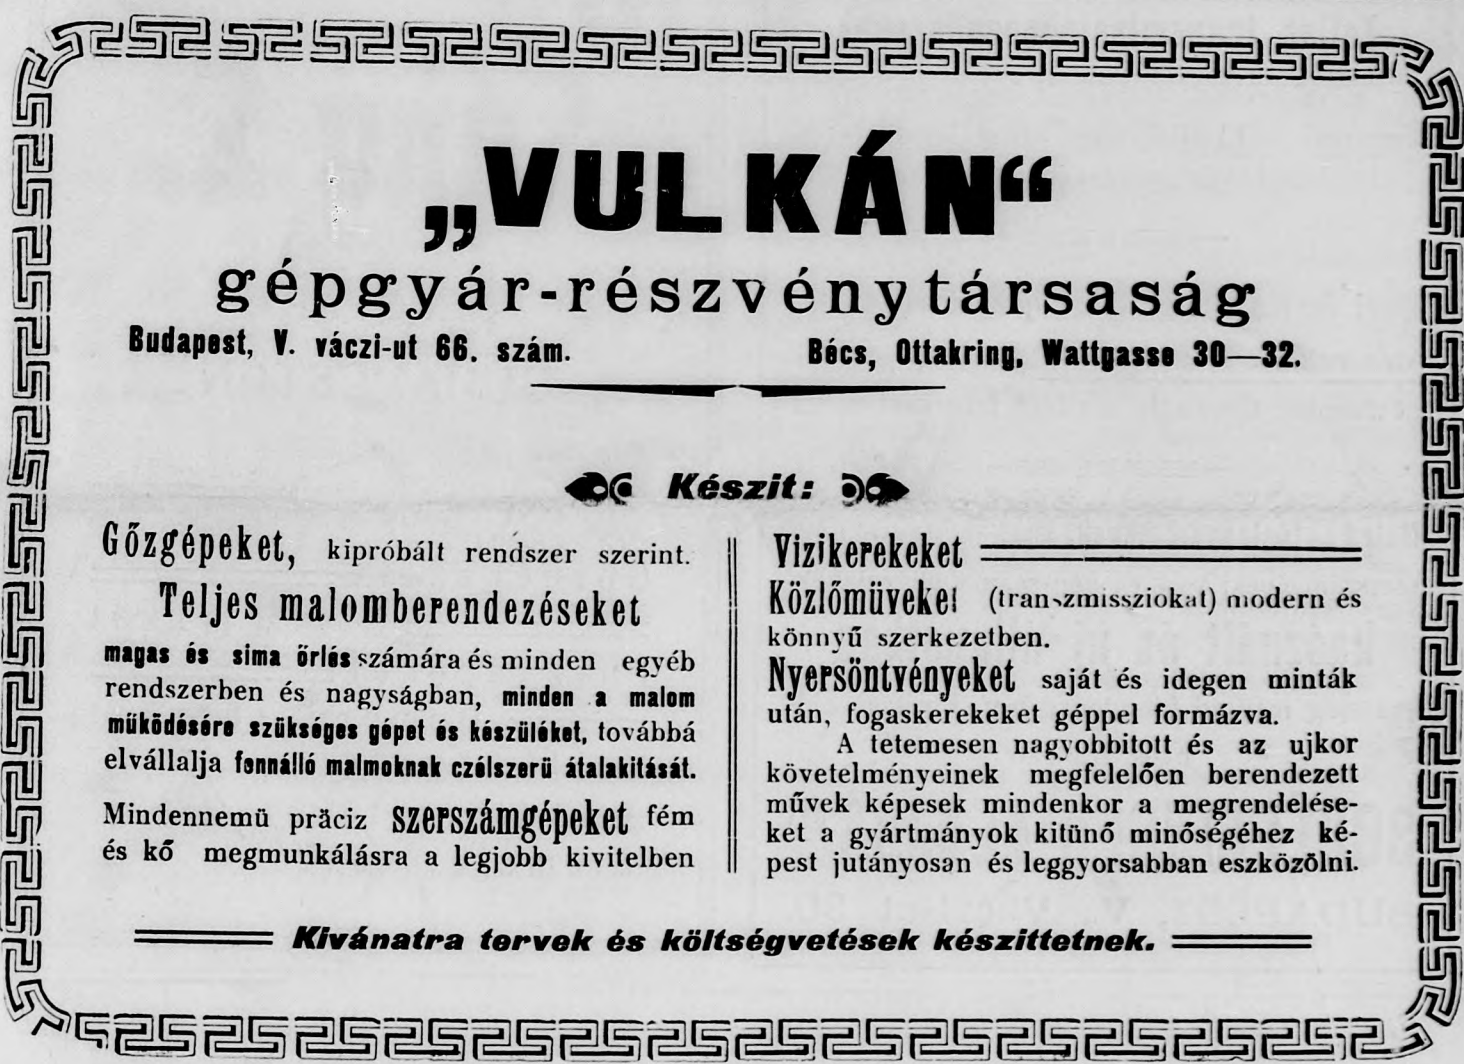 „VULKÁN“
gépgyár-részvénytársaság
Budapest, V. váczi-ut 66. szám.
Bécs, Ottakring, Wattgasse 30—32.
Készit:
Gőzgépeket, kipróbált rendszer szerint.
Teljes malomberendezéseket
magas és sima őrlés számára és minden egyéb
rendszerben és nagyságban, minden a malom
müködésére szükséges gépet és készüléket, továbbá
elvállalja fennálló malmoknak czélszerü átalakitását.
Mindennemü präciz szerszámgépeket fém
és kő megmunkálásra a legjobb kivitelben
Vizikerekeket
Közlőmüveket (transzmissziokat) modern és
könnyű szerkezetben.
Nyersöntvényeket saját és idegen minták
után, fogaskerekeket géppel formázva.
A tetemesen nagyobbitott és az ujkor
követelményeinek megfelelően berendezett
művek képesek mindenkor a megrendelése-
ket a gyártmányok kitünő minőségéhez ké-
pest jutányosan és leggyorsabban eszközölni.
Kivánatra tervek és költségvetések készittetnek.